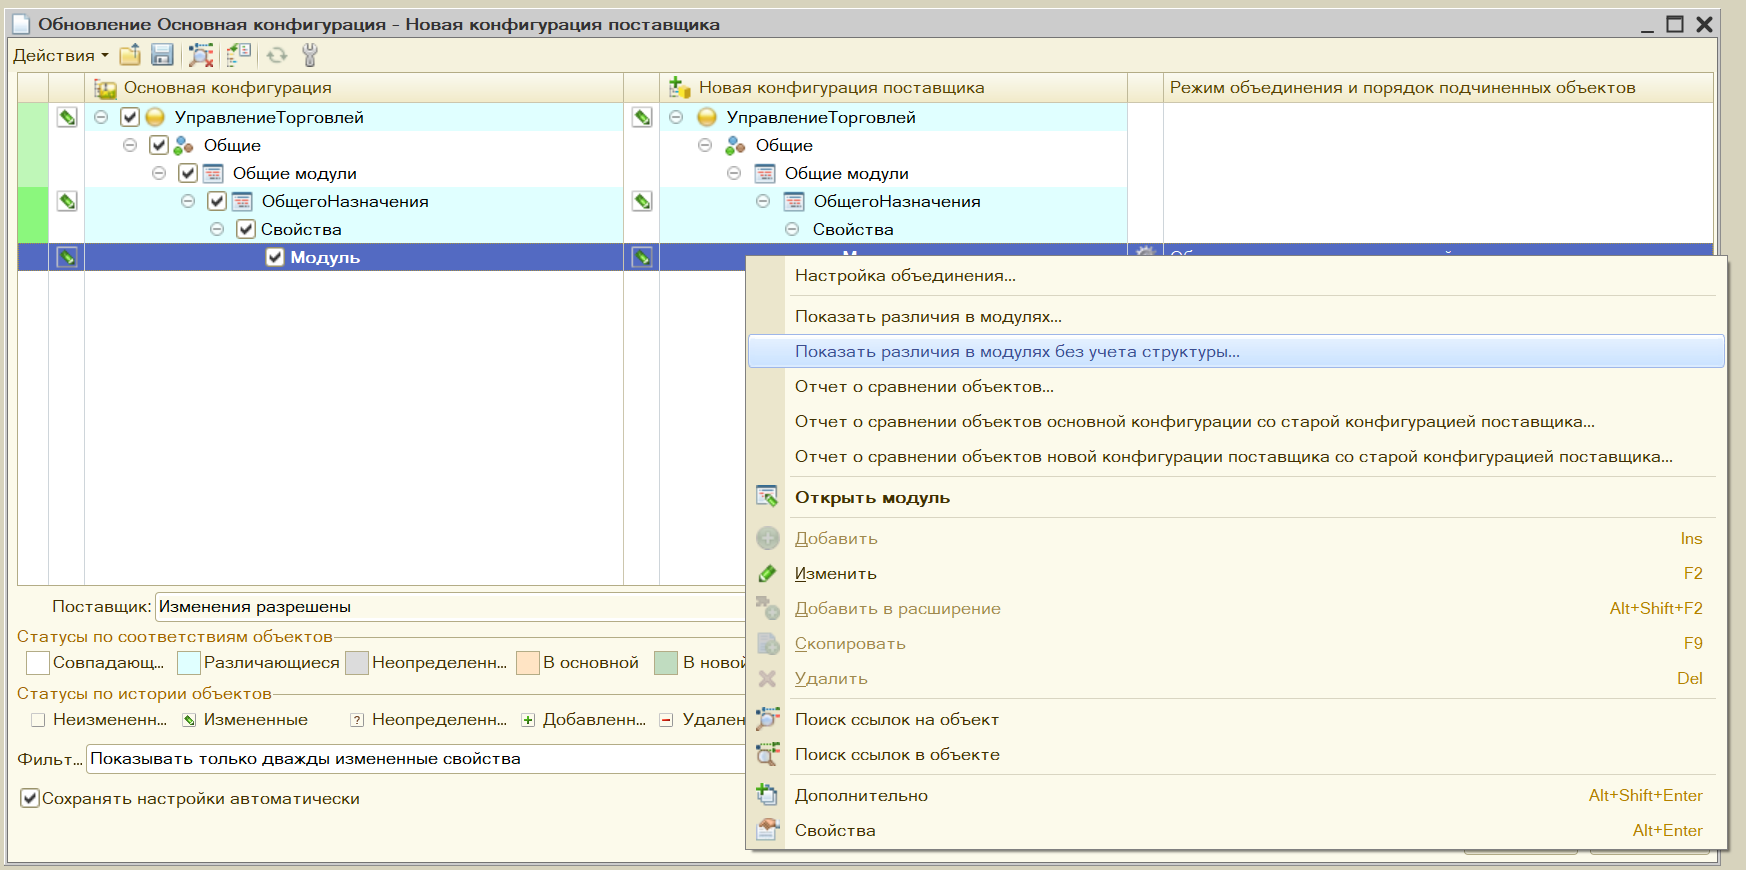 Обновление Основная конфигурация - Новая конфигурация поставщика
Действия
Основная конфигурация Новая конфигурация поставщика Режим объединения и порядок подчиненных объектов
УправлениеТорговлей УправлениеТорговлей
Общие Общие
Общие модули Общие модули
ОбщегоНазначения ОбщегоНазначения
Свойства Свойства
Модуль
Настройка объединения...
Показать различия в модулях...
Показать различия в модулях без учета структуры...
Отчет о сравнении объектов...
Отчет о сравнении объектов основной конфигурации со старой конфигурацией поставщика...
Отчет о сравнении объектов новой конфигурации поставщика со старой конфигурацией поставщика...
Открыть модуль
Добавить Ins
Изменить F2
Добавить в расширение Alt+Shift+F2
Скопировать F9
Удалить Del
Поиск ссылок на объект
Поиск ссылок в объекте
Дополнительно Alt+Shift+Enter
Свойства Alt+Enter
Поставщик: Изменения разрешены
Статусы по соответствиям объектов
Совпадающ... Различающиеся Неопределенн... В основной В новой
Статусы по истории объектов
Неизмененн... Измененные ? Неопределенн... Добавленн... Удален
Фильт... Показывать только дважды измененные свойства
Сохранять настройки автоматически